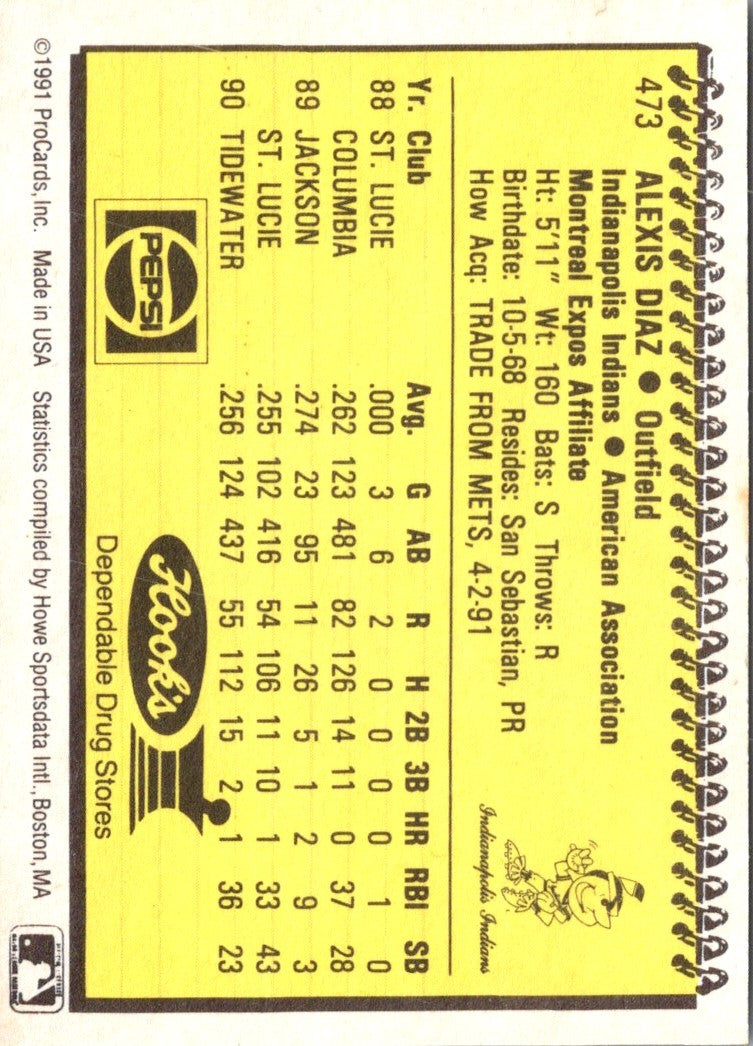 473 ALEXIS DIAZ ● Outfield
Indianapolis Indians ● American Association
Montreal Expos Affiliate
Ht: 5'11" Wt: 160 Bats: S Throws: R
Birthdate: 10-5-68 Resides: San Sebastian, PR
How Acq: TRADE FROM METS, 4-2-91
Indianapolis Indians
Yr. Club Avg. G AB R H 2B 3B HR RBI SB
88 ST. LUCIE .000 3 6 2 0 0 0 0 1 0
COLUMBIA .262 123 481 82 126 14 11 0 37 28
89 JACKSON .274 23 95 11 26 5 1 2 9 3
ST. LUCIE .255 102 416 54 106 11 10 1 33 43
90 TIDEWATER .256 124 437 55 112 15 2 1 36 23
PEPSI
Hook's
Dependable Drug Stores
©1991 ProCards, Inc. Made in USA Statistics compiled by Howe Sportsdata Intl., Boston, MA